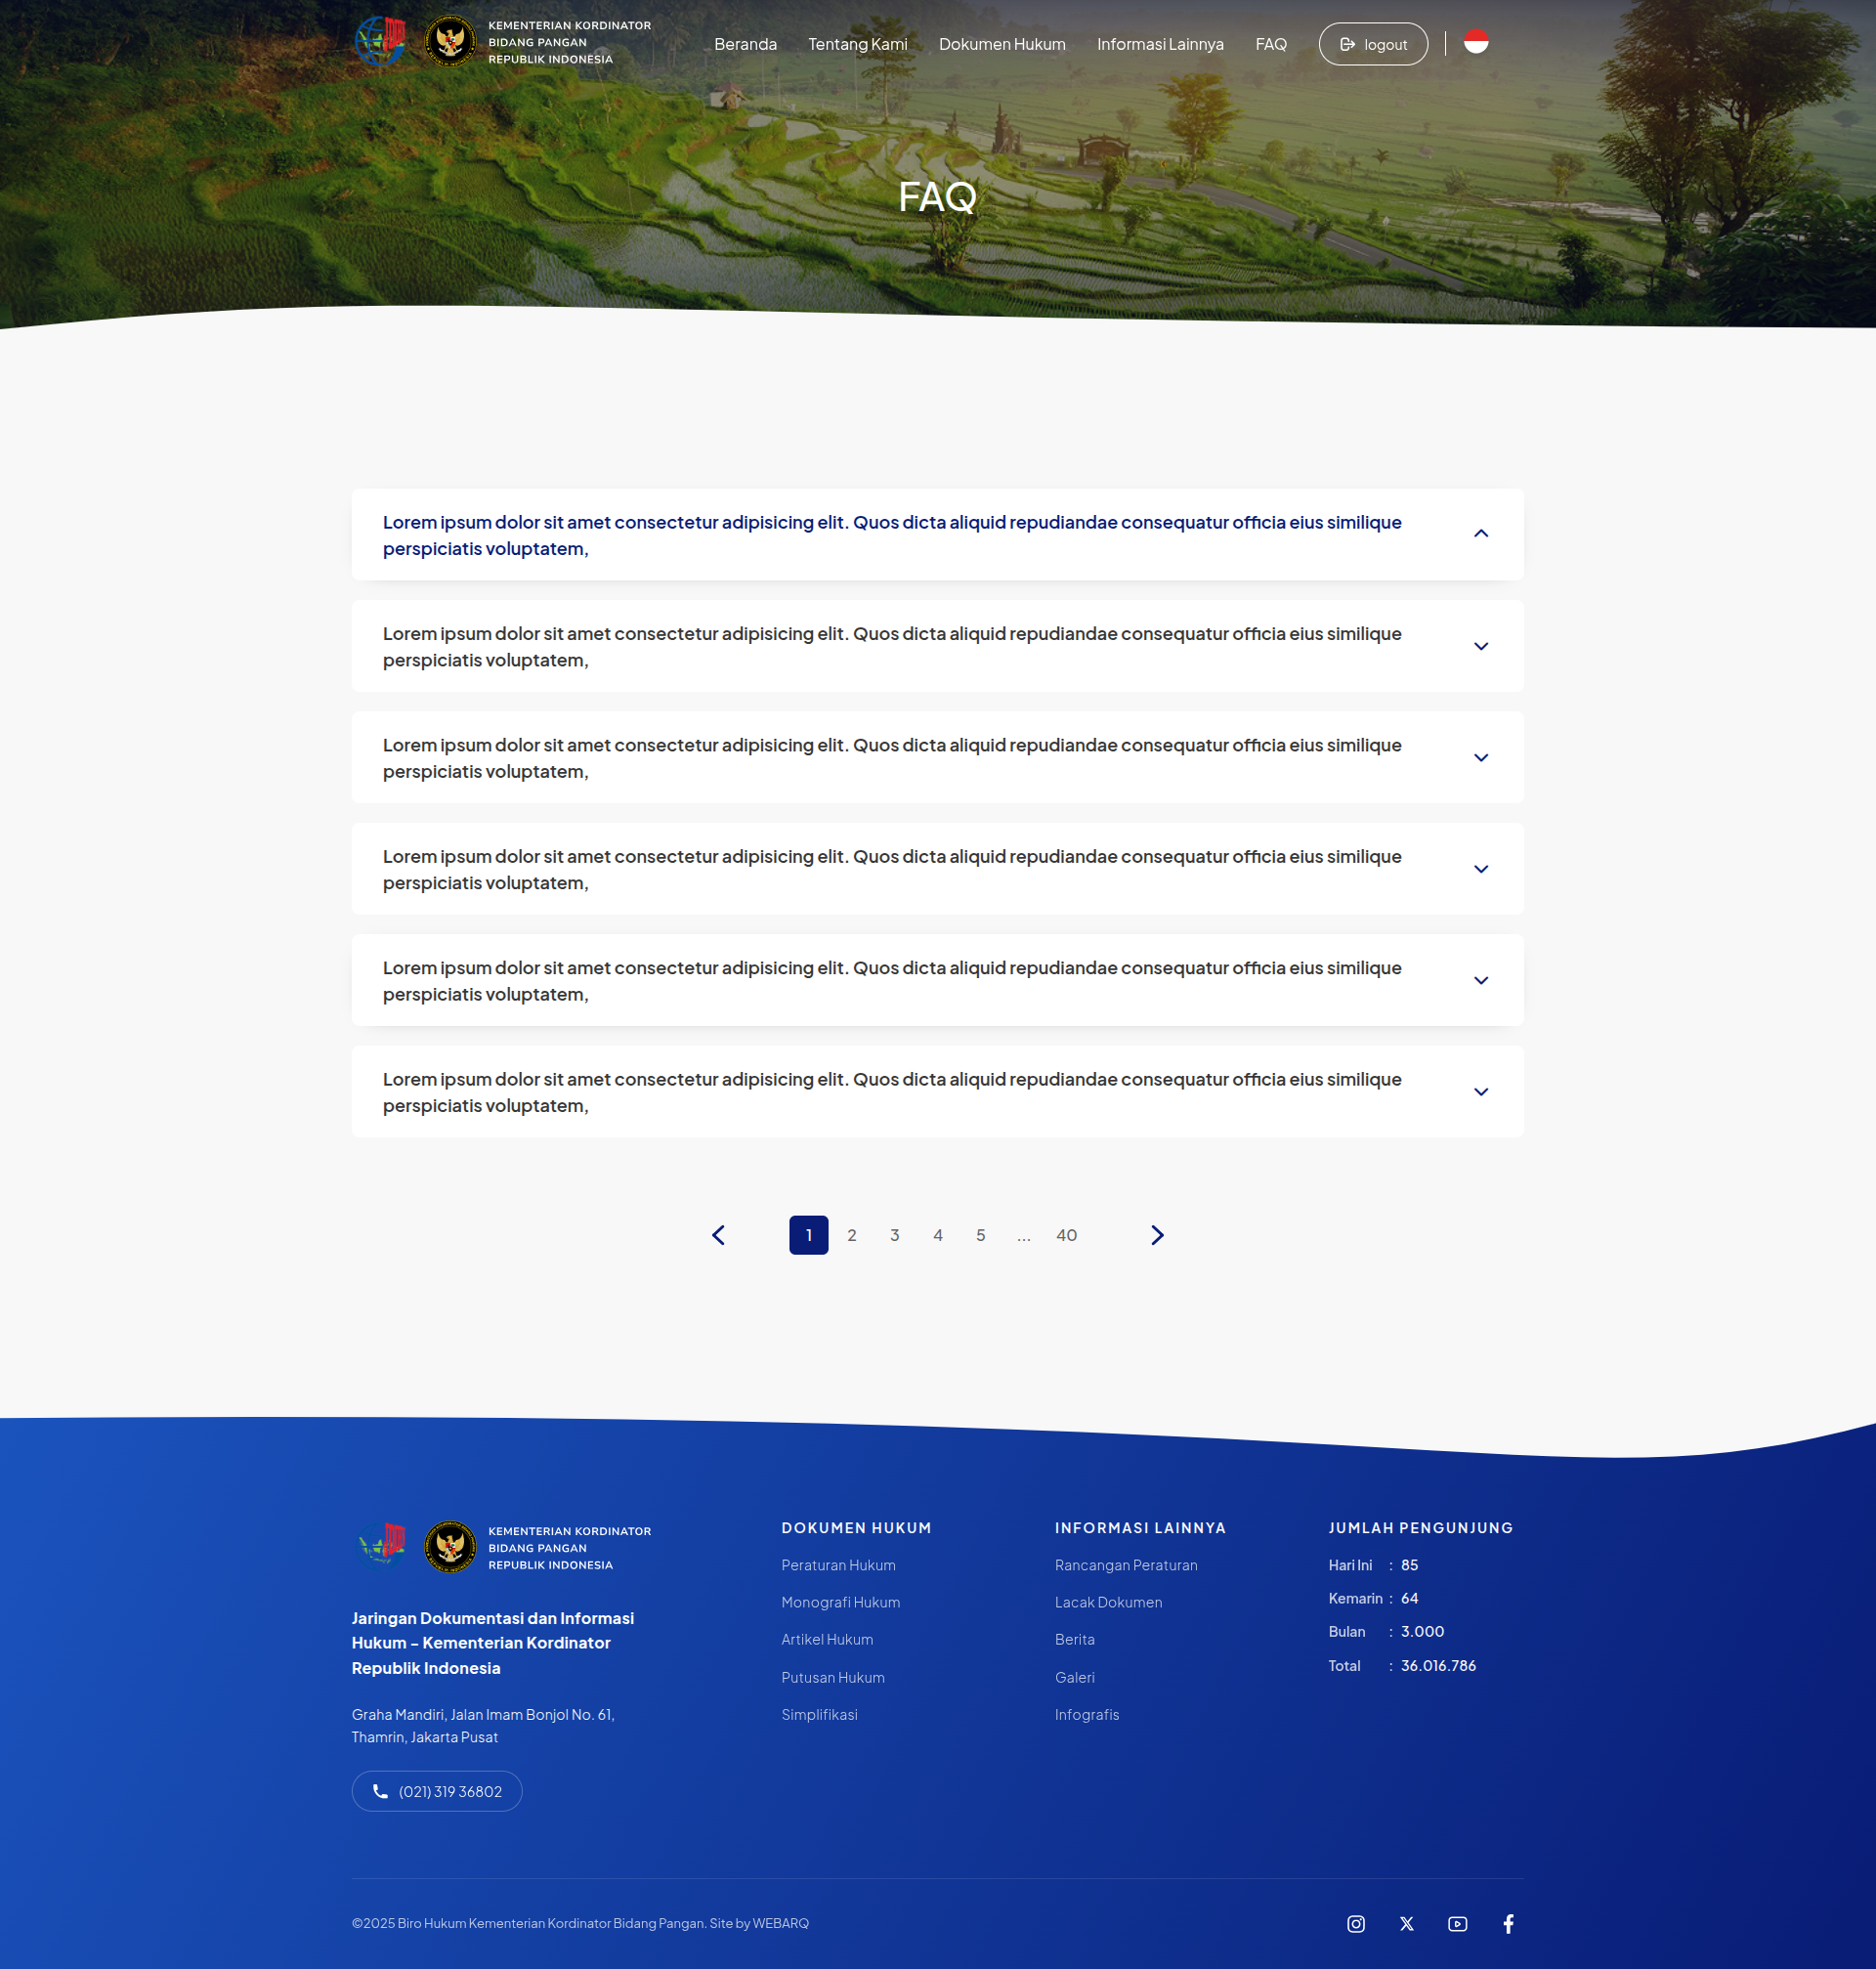 KEMENTERIAN KORDINATOR
BIDANG PANGAN
REPUBLIK INDONESIA
Beranda
Tentang Kami
Dokumen Hukum
Informasi Lainnya
FAQ
logout
FAQ
Lorem ipsum dolor sit amet consectetur adipisicing elit. Quos dicta aliquid repudiandae consequatur officia eius similique
perspiciatis voluptatem,
Lorem ipsum dolor sit amet consectetur adipisicing elit. Quos dicta aliquid repudiandae consequatur officia eius similique
perspiciatis voluptatem,
Lorem ipsum dolor sit amet consectetur adipisicing elit. Quos dicta aliquid repudiandae consequatur officia eius similique
perspiciatis voluptatem,
Lorem ipsum dolor sit amet consectetur adipisicing elit. Quos dicta aliquid repudiandae consequatur officia eius similique
perspiciatis voluptatem,
Lorem ipsum dolor sit amet consectetur adipisicing elit. Quos dicta aliquid repudiandae consequatur officia eius similique
perspiciatis voluptatem,
Lorem ipsum dolor sit amet consectetur adipisicing elit. Quos dicta aliquid repudiandae consequatur officia eius similique
perspiciatis voluptatem,
1 2 3 4 5 ... 40
KEMENTERIAN KORDINATOR
BIDANG PANGAN
REPUBLIK INDONESIA
Jaringan Dokumentasi dan Informasi
Hukum - Kementerian Kordinator
Republik Indonesia
Graha Mandiri, Jalan Imam Bonjol No. 61,
Thamrin, Jakarta Pusat
(021) 319 36802
DOKUMEN HUKUM
Peraturan Hukum
Monografi Hukum
Artikel Hukum
Putusan Hukum
Simplifikasi
INFORMASI LAINNYA
Rancangan Peraturan
Lacak Dokumen
Berita
Galeri
Infografis
JUMLAH PENGUNJUNG
Hari Ini : 85
Kemarin : 64
Bulan : 3.000
Total : 36.016.786
©2025 Biro Hukum Kementerian Kordinator Bidang Pangan. Site by WEBARQ